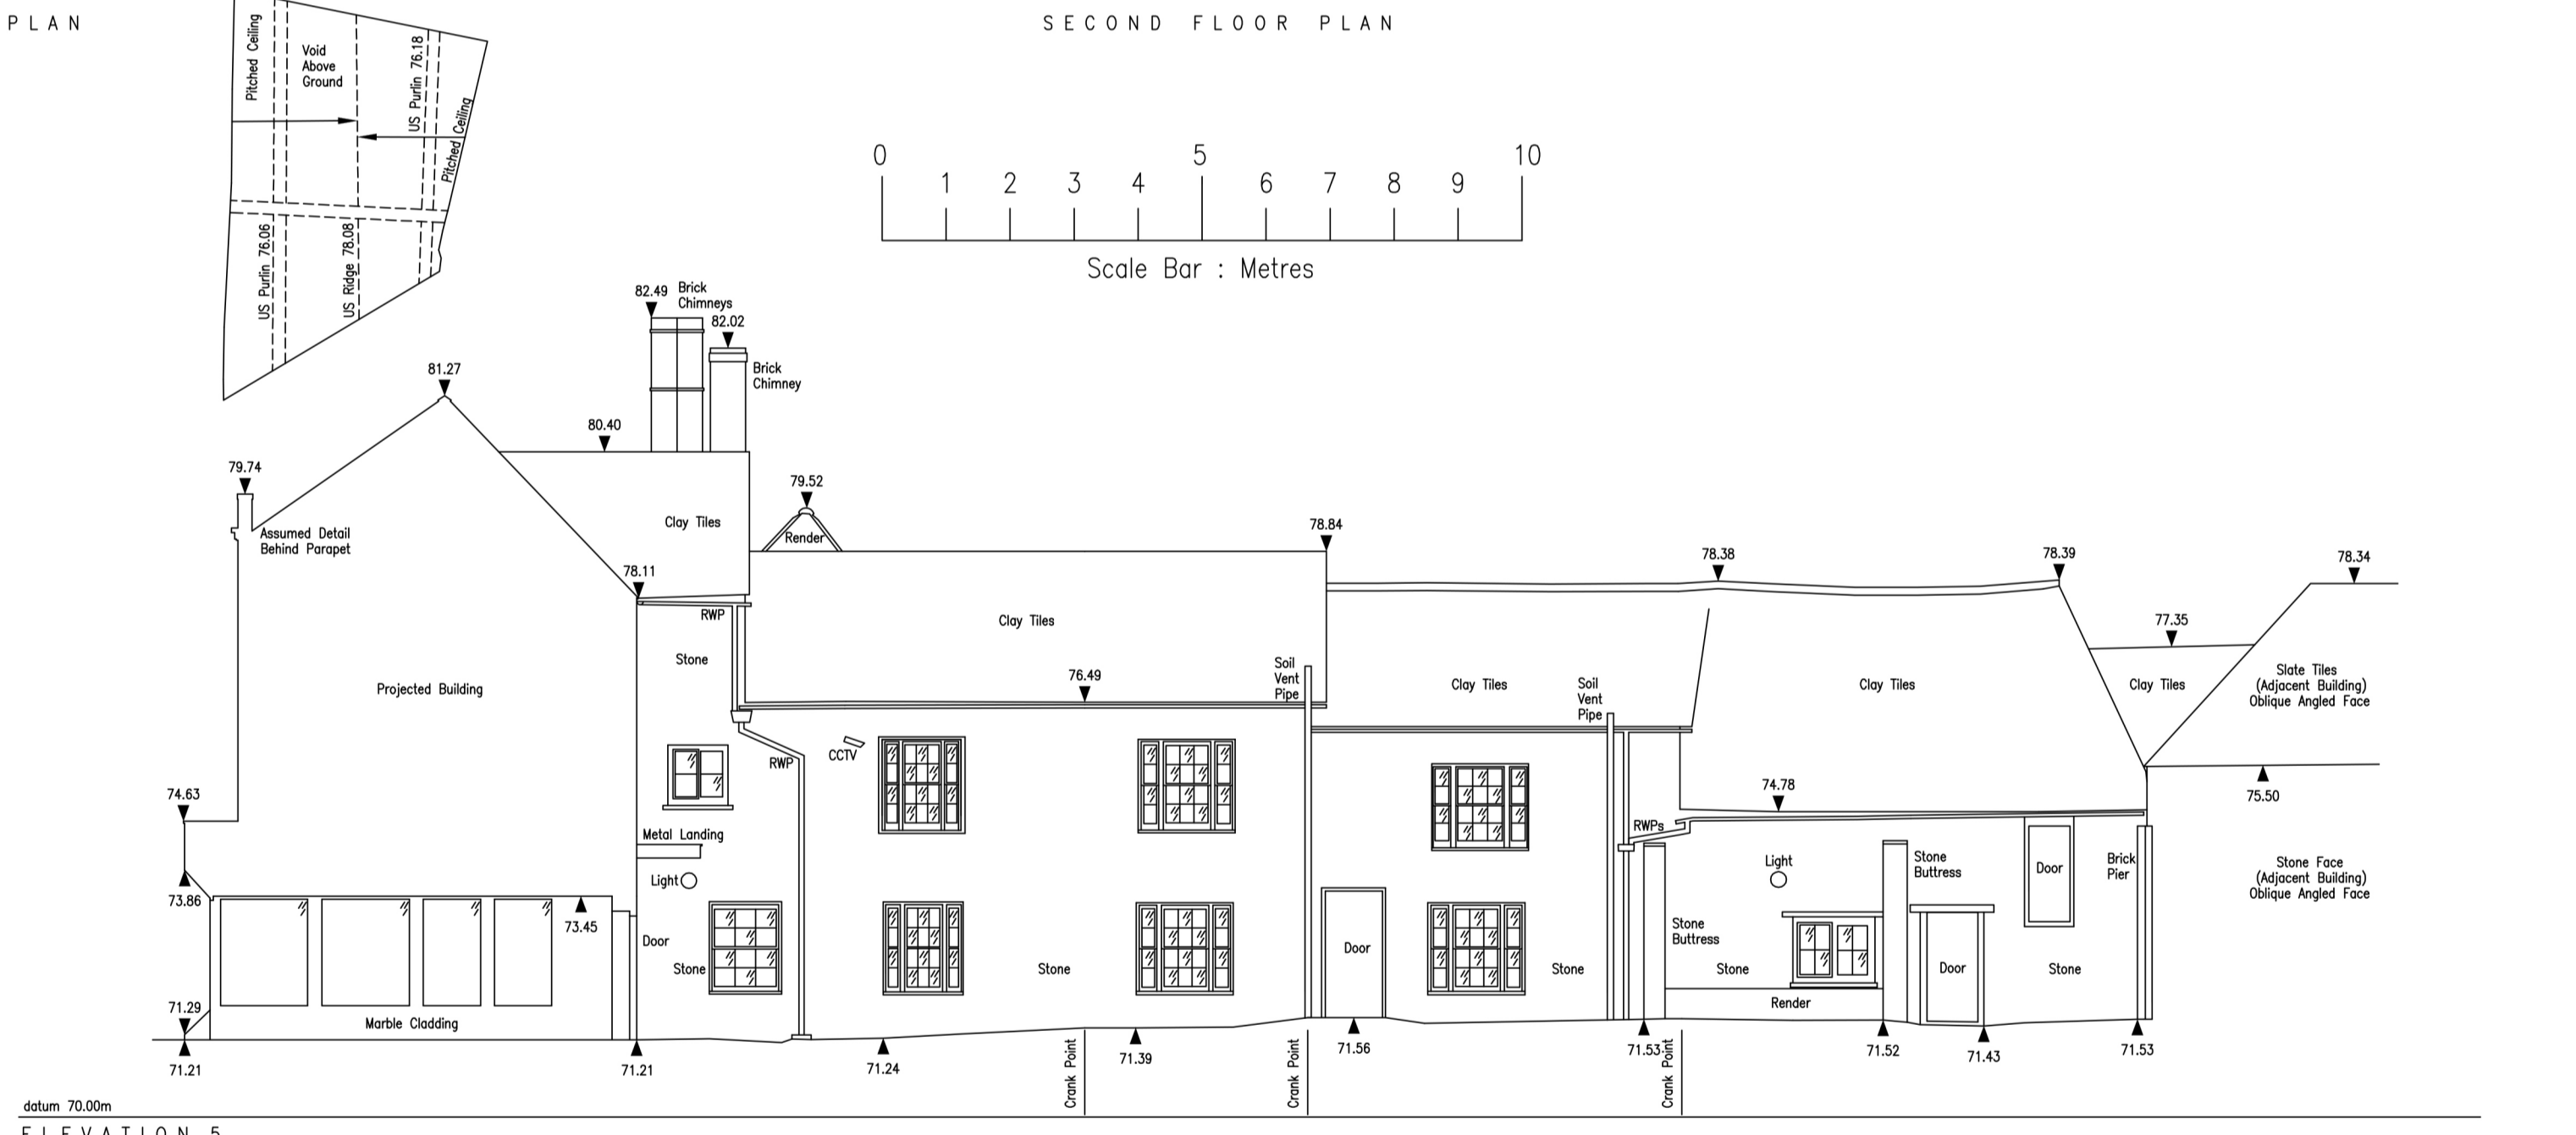 PLAN
SECOND FLOOR PLAN
Pitched Ceiling
Void
Above
Ground
US Purlin 76.18
Pitched Ceiling
US Purlin 76.06
US Ridge 78.08
0
5
10
1
2
3
4
6
7
8
9
Scale Bar : Metres
82.49
Brick
Chimneys
82.02
Brick
Chimney
81.27
80.40
79.74
Assumed Detail
Behind Parapet
Clay Tiles
79.52
Render
78.84
78.38
78.39
78.34
78.11
RWP
Clay Tiles
77.35
Stone
Soil
Vent
Pipe
76.49
Projected Building
Clay Tiles
Soil
Vent
Pipe
Clay Tiles
Clay Tiles
Slate Tiles
(Adjacent Building)
Oblique Angled Face
CCTV
RWP
74.63
74.78
75.50
Metal Landing
RWPs
Light
Light
Stone
Buttress
Door
Brick
Pier
Stone Face
(Adjacent Building)
Oblique Angled Face
73.86
73.45
Door
Stone
Stone
Door
Stone
Stone
Buttress
Stone
Door
Stone
71.29
Marble Cladding
Render
71.21
71.21
71.24
Crank Point
71.39
Crank Point
71.56
71.53
Crank Point
71.52
71.43
71.53
datum 70.00m
ELEVATION 5